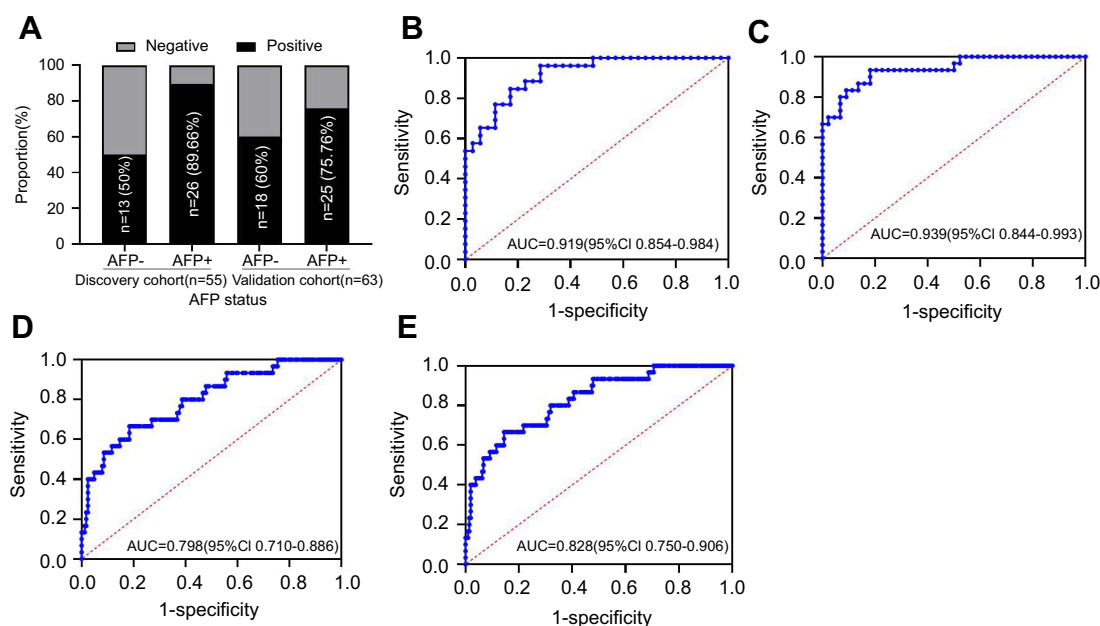 A
Negative Positive
Proportion(%)
100
80
60
40
20
0
n=13 (50%)
n=26 (89.66%)
n=18 (60%)
n=25 (75.76%)
AFP- AFP+ AFP- AFP+
Discovery cohort(n=55) Validation cohort(n=63)
AFP status
B
Sensitivity
1.0
0.8
0.6
0.4
0.2
0.0
AUC=0.919(95%CI 0.854-0.984)
0.0 0.2 0.4 0.6 0.8 1.0
1-specificity
C
Sensitivity
1.0
0.8
0.6
0.4
0.2
0.0
AUC=0.939(95%CI 0.844-0.993)
0.0 0.2 0.4 0.6 0.8 1.0
1-specificity
D
Sensitivity
1.0
0.8
0.6
0.4
0.2
0.0
AUC=0.798(95%CI 0.710-0.886)
0.0 0.2 0.4 0.6 0.8 1.0
1-specificity
E
Sensitivity
1.0
0.8
0.6
0.4
0.2
0.0
AUC=0.828(95%CI 0.750-0.906)
0.0 0.2 0.4 0.6 0.8 1.0
1-specificity